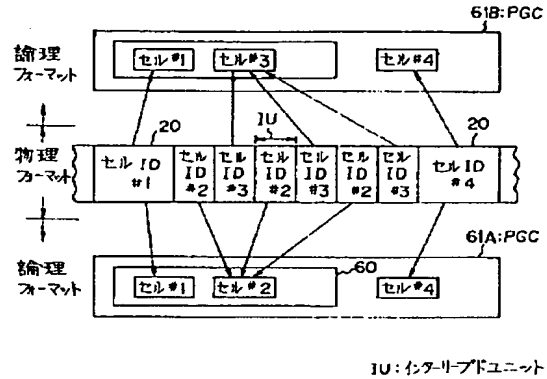 61B:PGC
論理
フォーマット
セル#1
セル#3
セル#4
20
IU
20
物理
フォーマット
セル ID
#1
セル
ID
#2
セル
ID
#3
セル
ID
#2
セル
ID
#3
セル
ID
#2
セル
ID
#3
セル ID
#4
61A:PGC
論理
フォーマット
60
セル#1
セル#2
セル#4
IU:インターリーブドユニット